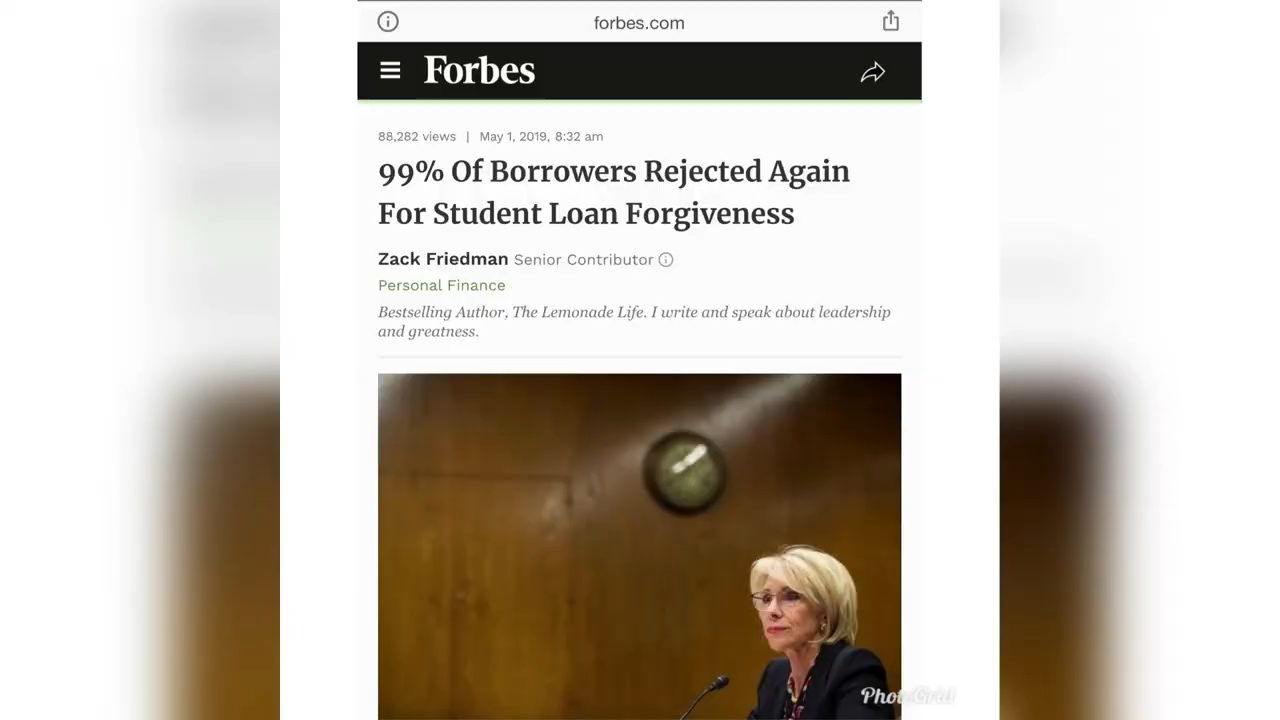 forbes.com
Forbes
88,282 views | May 1, 2019, 8:32 am
99% Of Borrowers Rejected Again
For Student Loan Forgiveness
Zack Friedman Senior Contributor
Personal Finance
Bestselling Author, The Lemonade Life. I write and speak about leadership
and greatness.
PhotoGrid